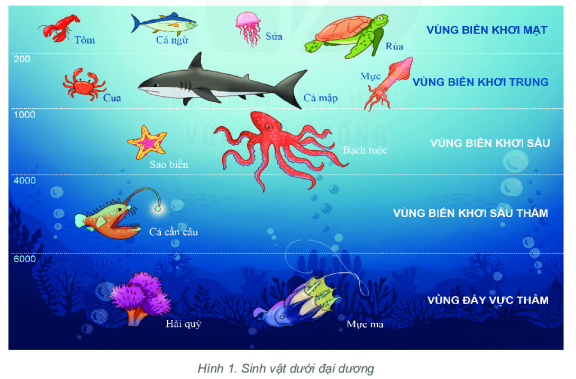 Tôm
Cá ngừ
Sứa
Rùa
VÙNG BIỂN KHƠI MẶT
200
Cua
Cá mập
Mực
VÙNG BIỂN KHƠI TRUNG
1000
Sao biển
Bạch tuộc
VÙNG BIỂN KHƠI SÂU
4000
Cá cần câu
VÙNG BIỂN KHƠI SÂU THẲM
6000
Hải quỳ
Mực ma
VÙNG ĐÁY VỰC THẲM
Hình 1. Sinh vật dưới đại dương